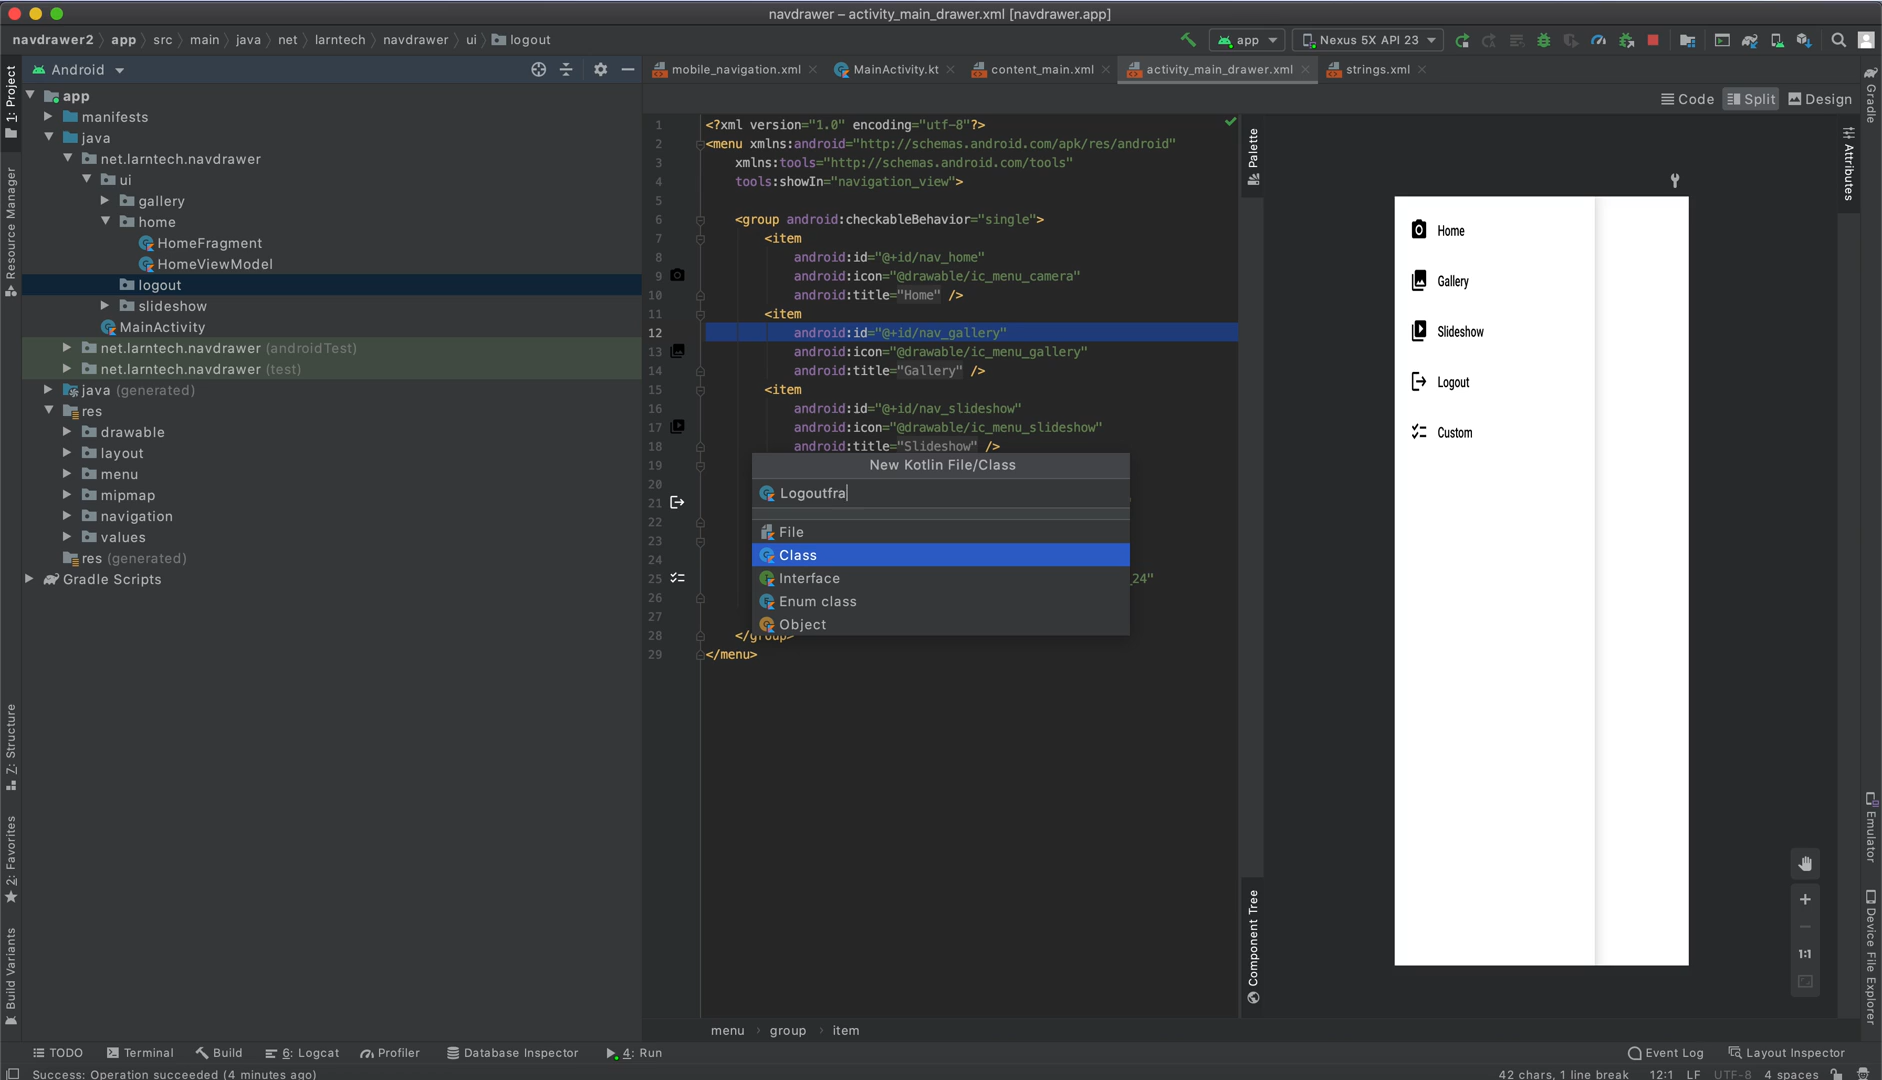 navdrawer – activity_main_drawer.xml [navdrawer.app]
navdrawer2 app src main java net larntech navdrawer ui logout
app
Nexus 5X API 23
Android
mobile_navigation.xml
MainActivity.kt
content_main.xml
activity_main_drawer.xml
strings.xml
Code
Split
Design
1: Project
Resource Manager
Z: Structure
2: Favorites
Build Variants
app
manifests
java
net.larntech.navdrawer
ui
gallery
home
HomeFragment
HomeViewModel
logout
slideshow
MainActivity
net.larntech.navdrawer (androidTest)
net.larntech.navdrawer (test)
java (generated)
res
drawable
layout
menu
mipmap
navigation
values
res (generated)
Gradle Scripts
1 <?xml version="1.0" encoding="utf-8"?>
2 <menu xmlns:android="http://schemas.android.com/apk/res/android"
3 xmlns:tools="http://schemas.android.com/tools"
4 tools:showIn="navigation_view">
5
6 <group android:checkableBehavior="single">
7 <item
8 android:id="@+id/nav_home"
9 android:icon="@drawable/ic_menu_camera"
10 android:title="Home" />
11 <item
12 android:id="@+id/nav_gallery"
13 android:icon="@drawable/ic_menu_gallery"
14 android:title="Gallery" />
15 <item
16 android:id="@+id/nav_slideshow"
17 android:icon="@drawable/ic_menu_slideshow"
18 android:title="Slideshow" />
19
20
21
22
23
24
25 _24"
26
27
28 </group>
29 </menu>
New Kotlin File/Class
Logoutfra
File
Class
Interface
Enum class
Object
Palette
Component Tree
Home
Gallery
Slideshow
Logout
Custom
1:1
Attributes
Gradle
Emulator
Device File Explorer
menu group item
TODO
Terminal
Build
6: Logcat
Profiler
Database Inspector
4: Run
Event Log
Layout Inspector
Success: Operation succeeded (4 minutes ago)
42 chars, 1 line break
12:1
LF
UTF-8
4 spaces